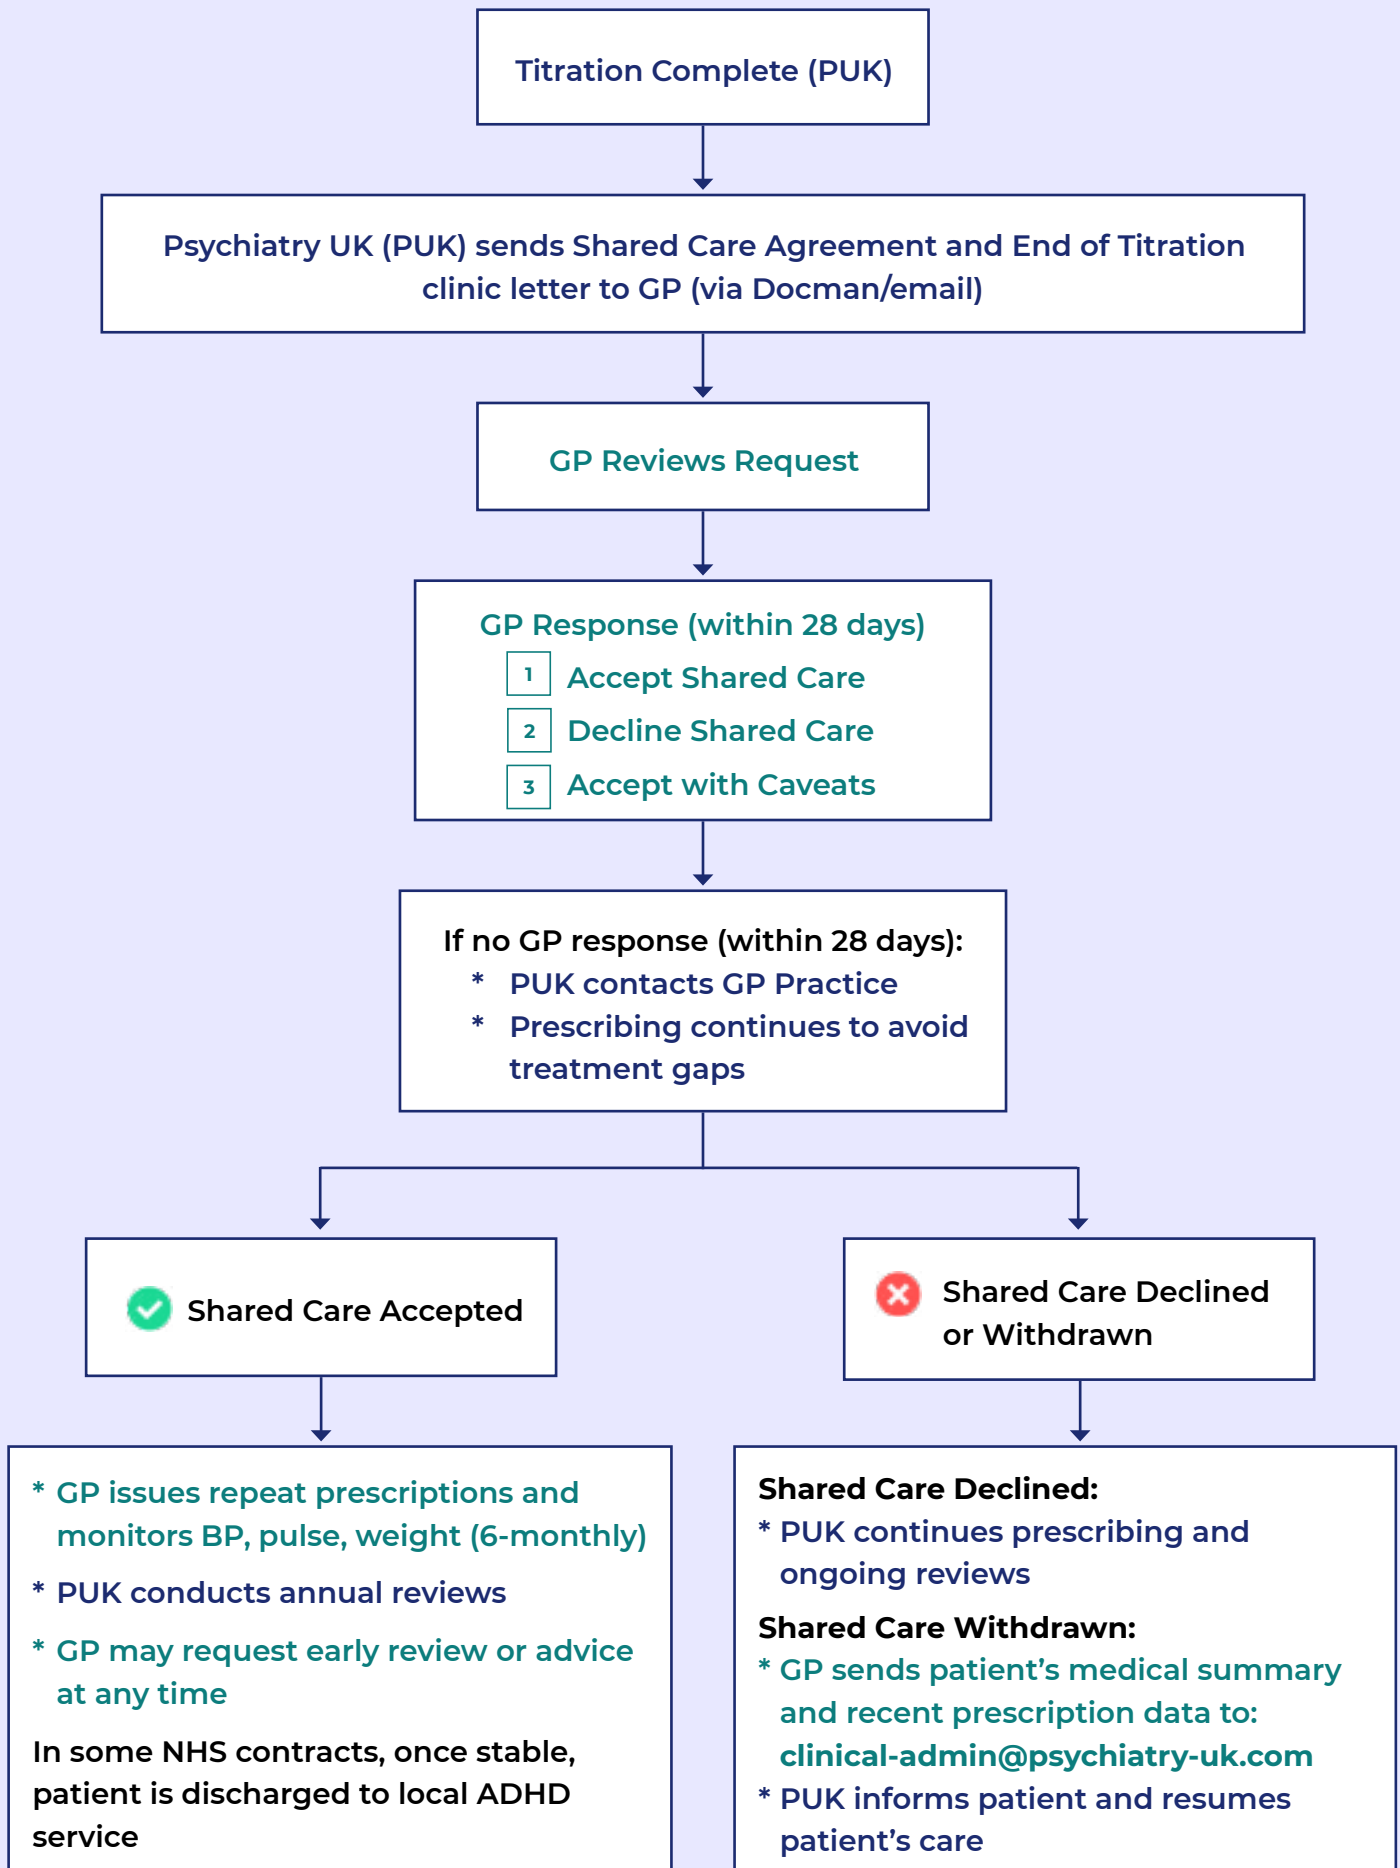 Titration Complete (PUK)
Psychiatry UK (PUK) sends Shared Care Agreement and End of Titration
clinic letter to GP (via Docman/email)
GP Reviews Request
GP Response (within 28 days)
1 Accept Shared Care
2 Decline Shared Care
3 Accept with Caveats
If no GP response (within 28 days):
* PUK contacts GP Practice
* Prescribing continues to avoid
treatment gaps
Shared Care Accepted
Shared Care Declined
or Withdrawn
* GP issues repeat prescriptions and
monitors BP, pulse, weight (6-monthly)
* PUK conducts annual reviews
* GP may request early review or advice
at any time
In some NHS contracts, once stable,
patient is discharged to local ADHD
service
Shared Care Declined:
* PUK continues prescribing and
ongoing reviews
Shared Care Withdrawn:
* GP sends patient’s medical summary
and recent prescription data to:
clinical-admin@psychiatry-uk.com
* PUK informs patient and resumes
patient’s care